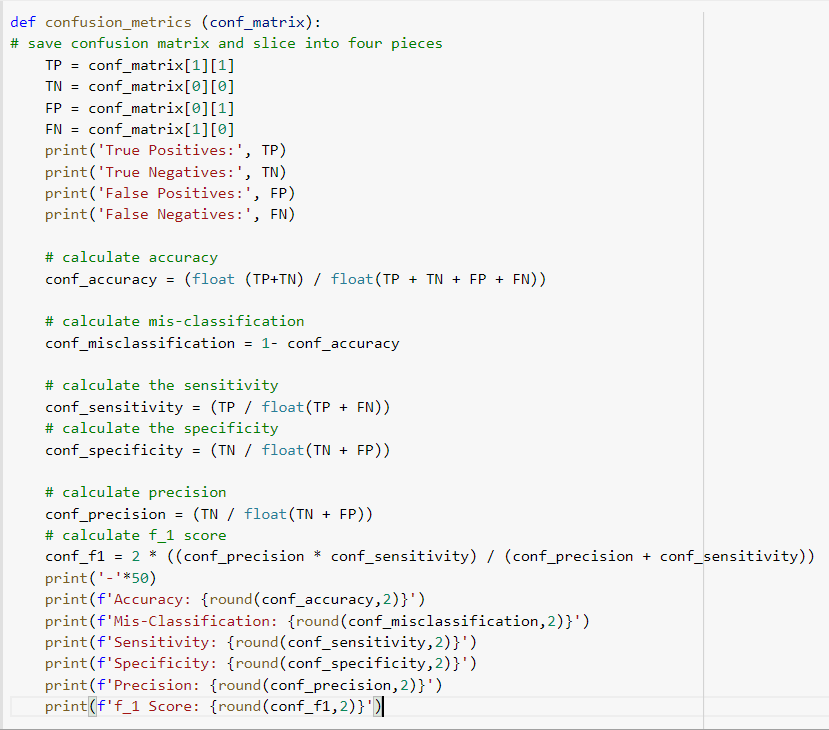 def confusion_metrics (conf_matrix):
# save confusion matrix and slice into four pieces
    TP = conf_matrix[1][1]
    TN = conf_matrix[0][0]
    FP = conf_matrix[0][1]
    FN = conf_matrix[1][0]
    print('True Positives:', TP)
    print('True Negatives:', TN)
    print('False Positives:', FP)
    print('False Negatives:', FN)

    # calculate accuracy
    conf_accuracy = (float (TP+TN) / float(TP + TN + FP + FN))

    # calculate mis-classification
    conf_misclassification = 1- conf_accuracy

    # calculate the sensitivity
    conf_sensitivity = (TP / float(TP + FN))
    # calculate the specificity
    conf_specificity = (TN / float(TN + FP))

    # calculate precision
    conf_precision = (TN / float(TN + FP))
    # calculate f_1 score
    conf_f1 = 2 * ((conf_precision * conf_sensitivity) / (conf_precision + conf_sensitivity))
    print('-'*50)
    print(f'Accuracy: {round(conf_accuracy,2)}')
    print(f'Mis-Classification: {round(conf_misclassification,2)}')
    print(f'Sensitivity: {round(conf_sensitivity,2)}')
    print(f'Specificity: {round(conf_specificity,2)}')
    print(f'Precision: {round(conf_precision,2)}')
    print(f'f_1 Score: {round(conf_f1,2)}')